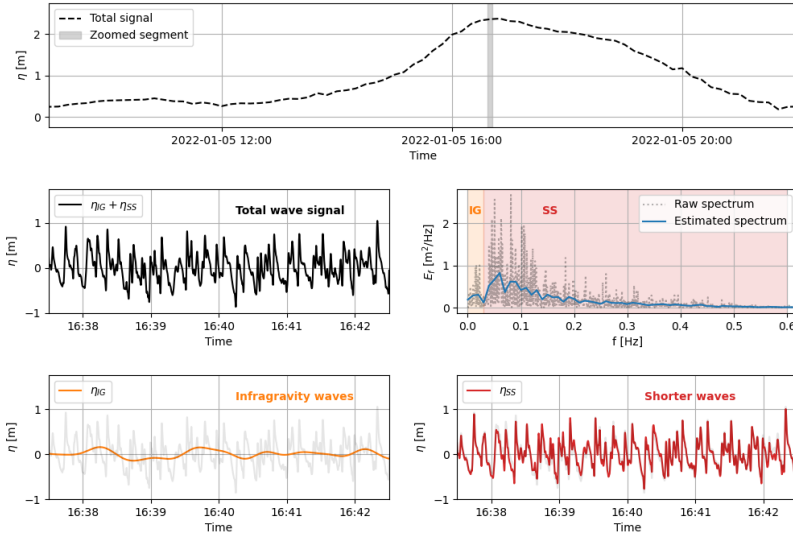 Total signal
Zoomed segment
2
1
0
η [m]
2022-01-05 12:00
2022-01-05 16:00
2022-01-05 20:00
Time
η_IG + η_SS
Total wave signal
1
0
−1
η [m]
16:38
16:39
16:40
16:41
16:42
Time
IG
SS
Raw spectrum
Estimated spectrum
2
1
0
E_f [m²/Hz]
0.0
0.1
0.2
0.3
0.4
0.5
0.6
f [Hz]
η_IG
Infragravity waves
1
0
−1
η [m]
16:38
16:39
16:40
16:41
16:42
Time
η_SS
Shorter waves
1
0
−1
η [m]
16:38
16:39
16:40
16:41
16:42
Time